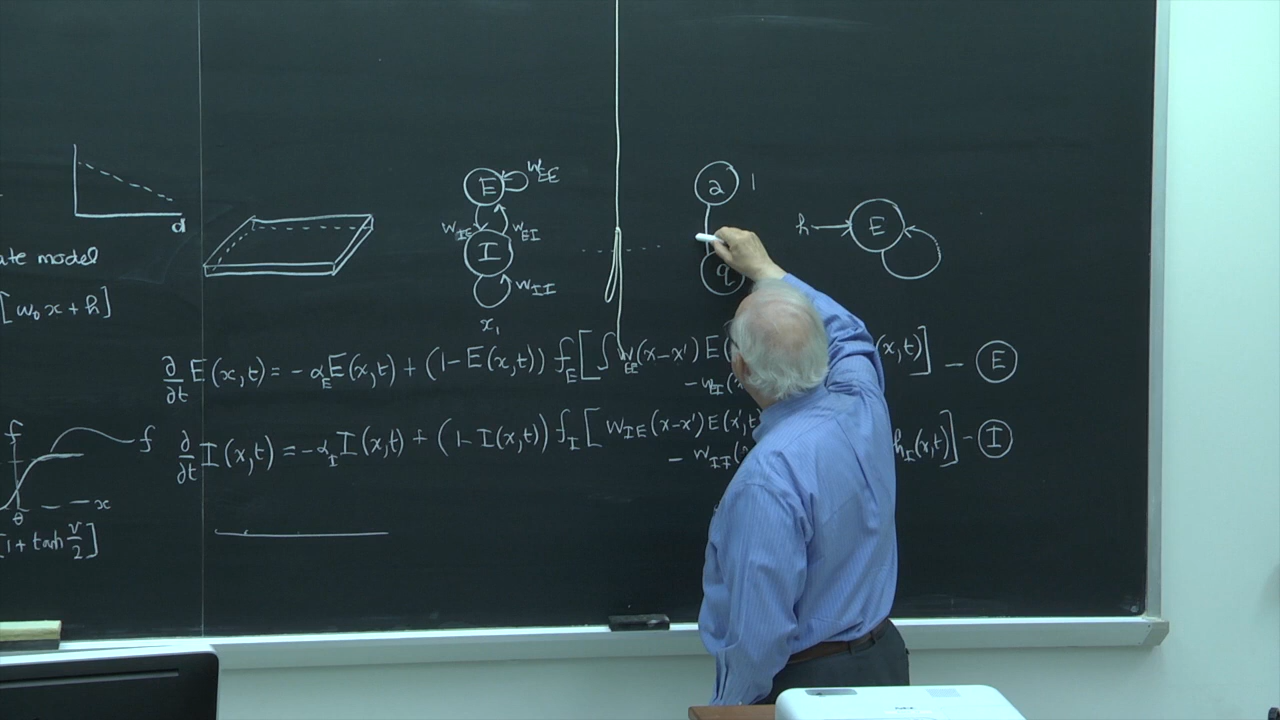 d
ate model
[w₀x + h]
f
f
x
θ
[1 + tanh v/2]
E
w_EE
w_IE
w_EI
I
w_II
x₁
a 1
q
h
E
∂/∂t E(x,t) = -α_E E(x,t) + (1 - E(x,t)) f_E [∫ w_EE(x-x') E(
(x,t)] - E
- w_EI(
∂/∂t I(x,t) = -α_I I(x,t) + (1 - I(x,t)) f_I [ w_IE(x-x') E(x',t
h_I(x,t)] - I
- w_II(